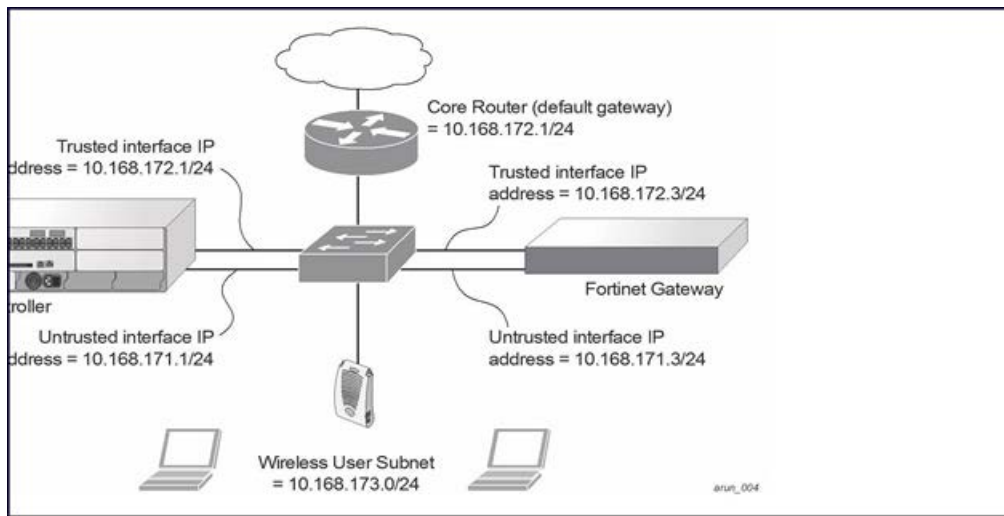 Core Router (default gateway)
= 10.168.172.1/24
Trusted interface IP
address = 10.168.172.1/24
Trusted interface IP
address = 10.168.172.3/24
Fortinet Gateway
troller
Untrusted interface IP
address = 10.168.171.1/24
Untrusted interface IP
address = 10.168.171.3/24
Wireless User Subnet
= 10.168.173.0/24
arun_004